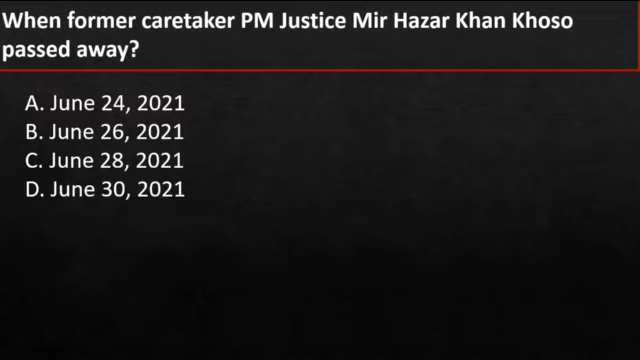 When former caretaker PM Justice Mir Hazar Khan Khoso
passed away?
A. June 24, 2021
B. June 26, 2021
C. June 28, 2021
D. June 30, 2021